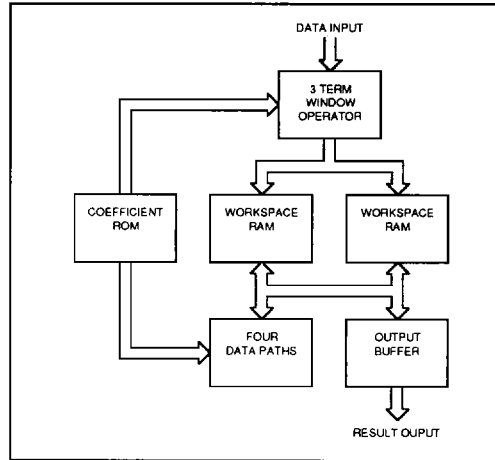 DATA INPUT
3 TERM
WINDOW
OPERATOR
COEFFICIENT
ROM
WORKSPACE
RAM
WORKSPACE
RAM
FOUR
DATA PATHS
OUTPUT
BUFFER
RESULT OUPUT